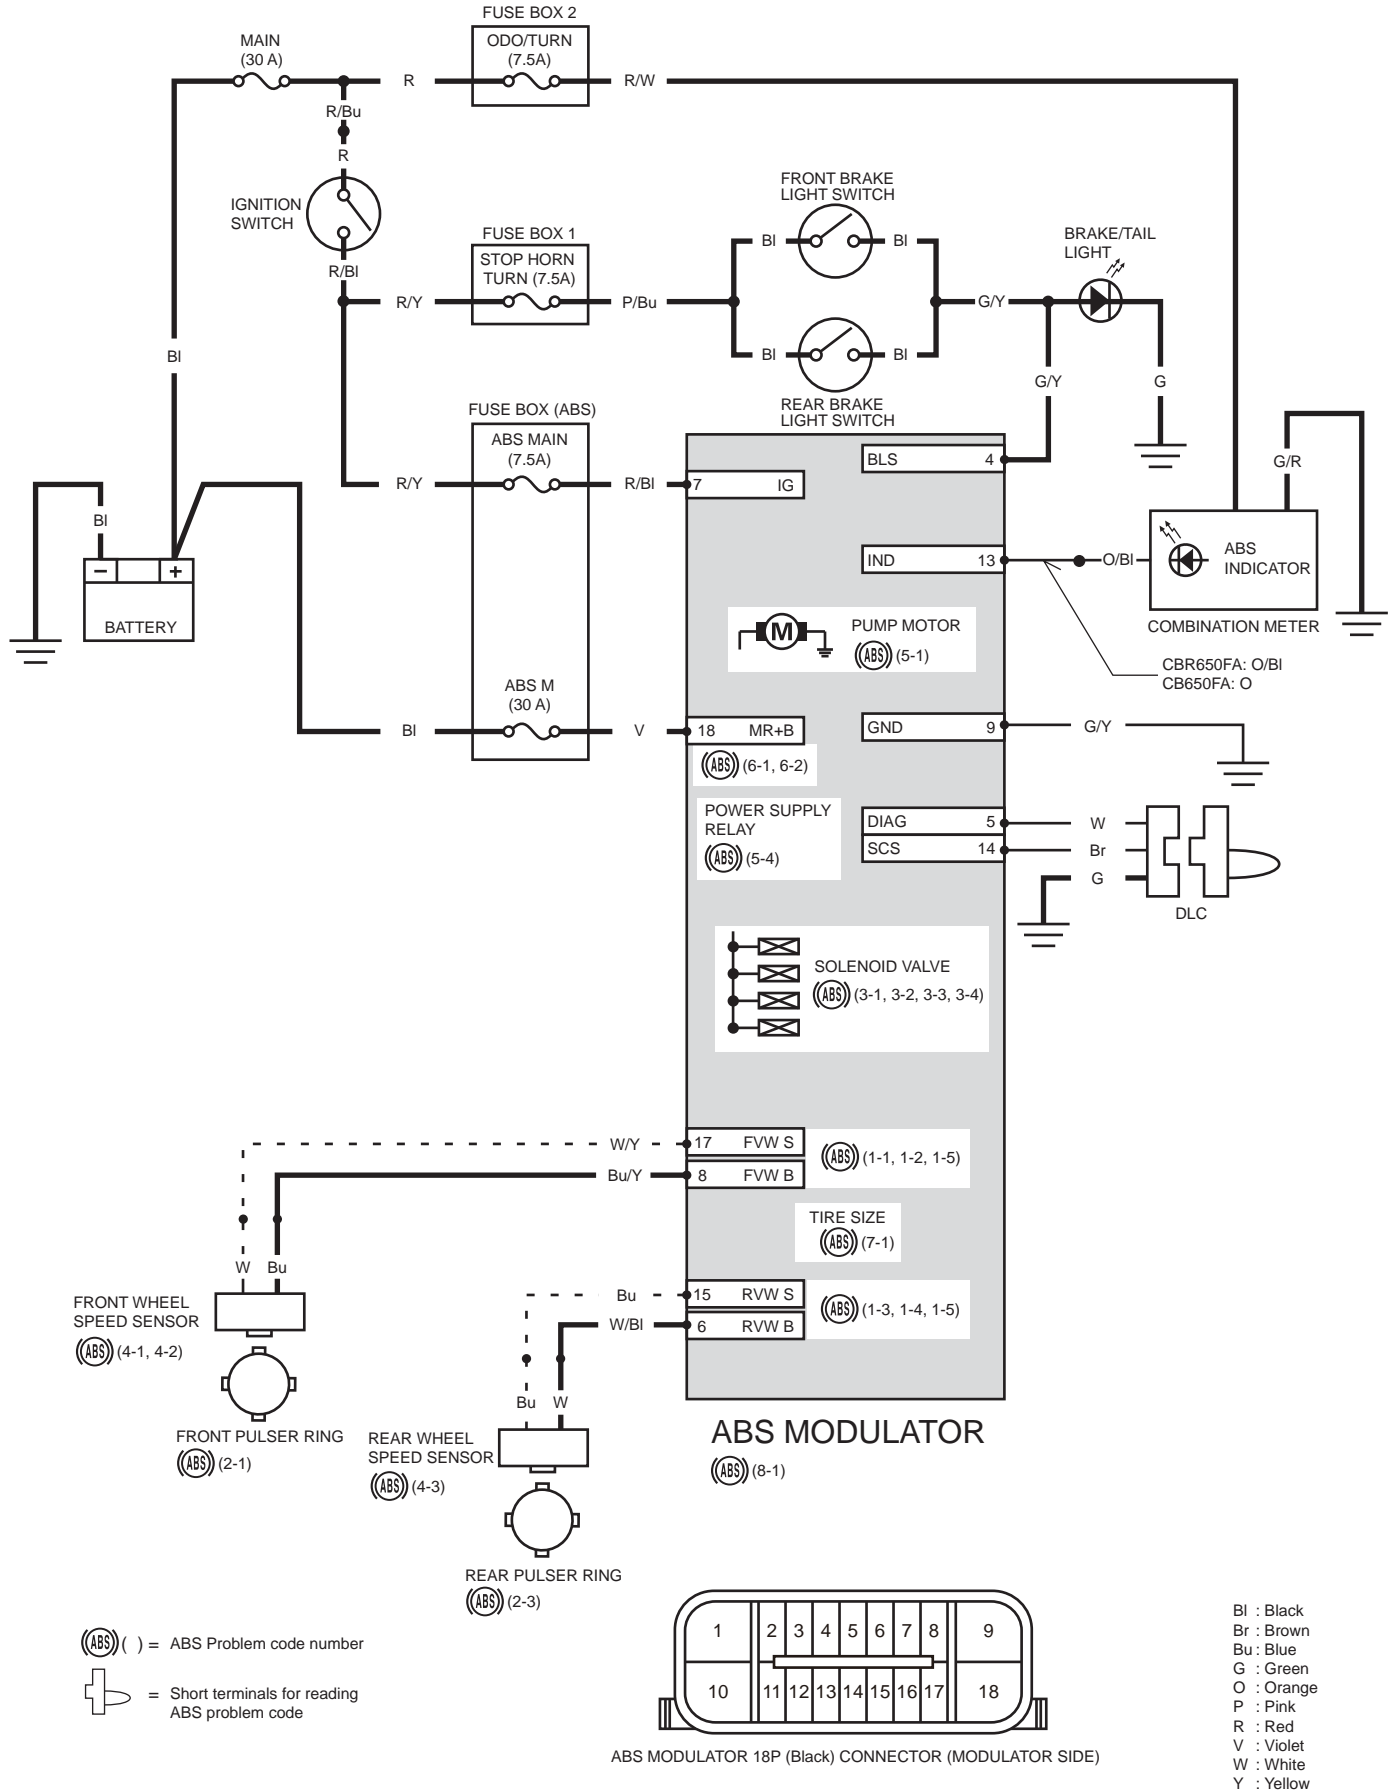 FUSE BOX 2
MAIN
(30 A)
ODO/TURN
(7.5A)
R
R/W
R/Bu
R
IGNITION
SWITCH
R/Bl
FUSE BOX 1
STOP HORN
TURN (7.5A)
R/Y
P/Bu
FRONT BRAKE
LIGHT SWITCH
Bl
Bl
Bl
Bl
REAR BRAKE
LIGHT SWITCH
BRAKE/TAIL
LIGHT
G/Y
G/Y
G
Bl
FUSE BOX (ABS)
ABS MAIN
(7.5A)
R/Y
R/Bl
7 IG
BLS 4
G/R
Bl
− +
BATTERY
IND 13
O/Bl
ABS
INDICATOR
COMBINATION METER
CBR650FA: O/Bl
CB650FA: O
M
PUMP MOTOR
(ABS) (5-1)
ABS M
(30 A)
Bl
V
18 MR+B
(ABS) (6-1, 6-2)
GND 9
G/Y
POWER SUPPLY
RELAY
(ABS) (5-4)
DIAG 5
W
SCS 14
Br
G
DLC
SOLENOID VALVE
(ABS) (3-1, 3-2, 3-3, 3-4)
W/Y
17 FVW S
Bu/Y
8 FVW B
(ABS) (1-1, 1-2, 1-5)
TIRE SIZE
(ABS) (7-1)
W Bu
FRONT WHEEL
SPEED SENSOR
(ABS) (4-1, 4-2)
Bu
15 RVW S
W/Bl
6 RVW B
(ABS) (1-3, 1-4, 1-5)
Bu W
FRONT PULSER RING
(ABS) (2-1)
REAR WHEEL
SPEED SENSOR
(ABS) (4-3)
ABS MODULATOR
(ABS) (8-1)
REAR PULSER RING
(ABS) (2-3)
(ABS) ( ) = ABS Problem code number
= Short terminals for reading
ABS problem code
1 2 3 4 5 6 7 8 9
10 11 12 13 14 15 16 17 18
ABS MODULATOR 18P (Black) CONNECTOR (MODULATOR SIDE)
Bl : Black
Br : Brown
Bu : Blue
G : Green
O : Orange
P : Pink
R : Red
V : Violet
W : White
Y : Yellow